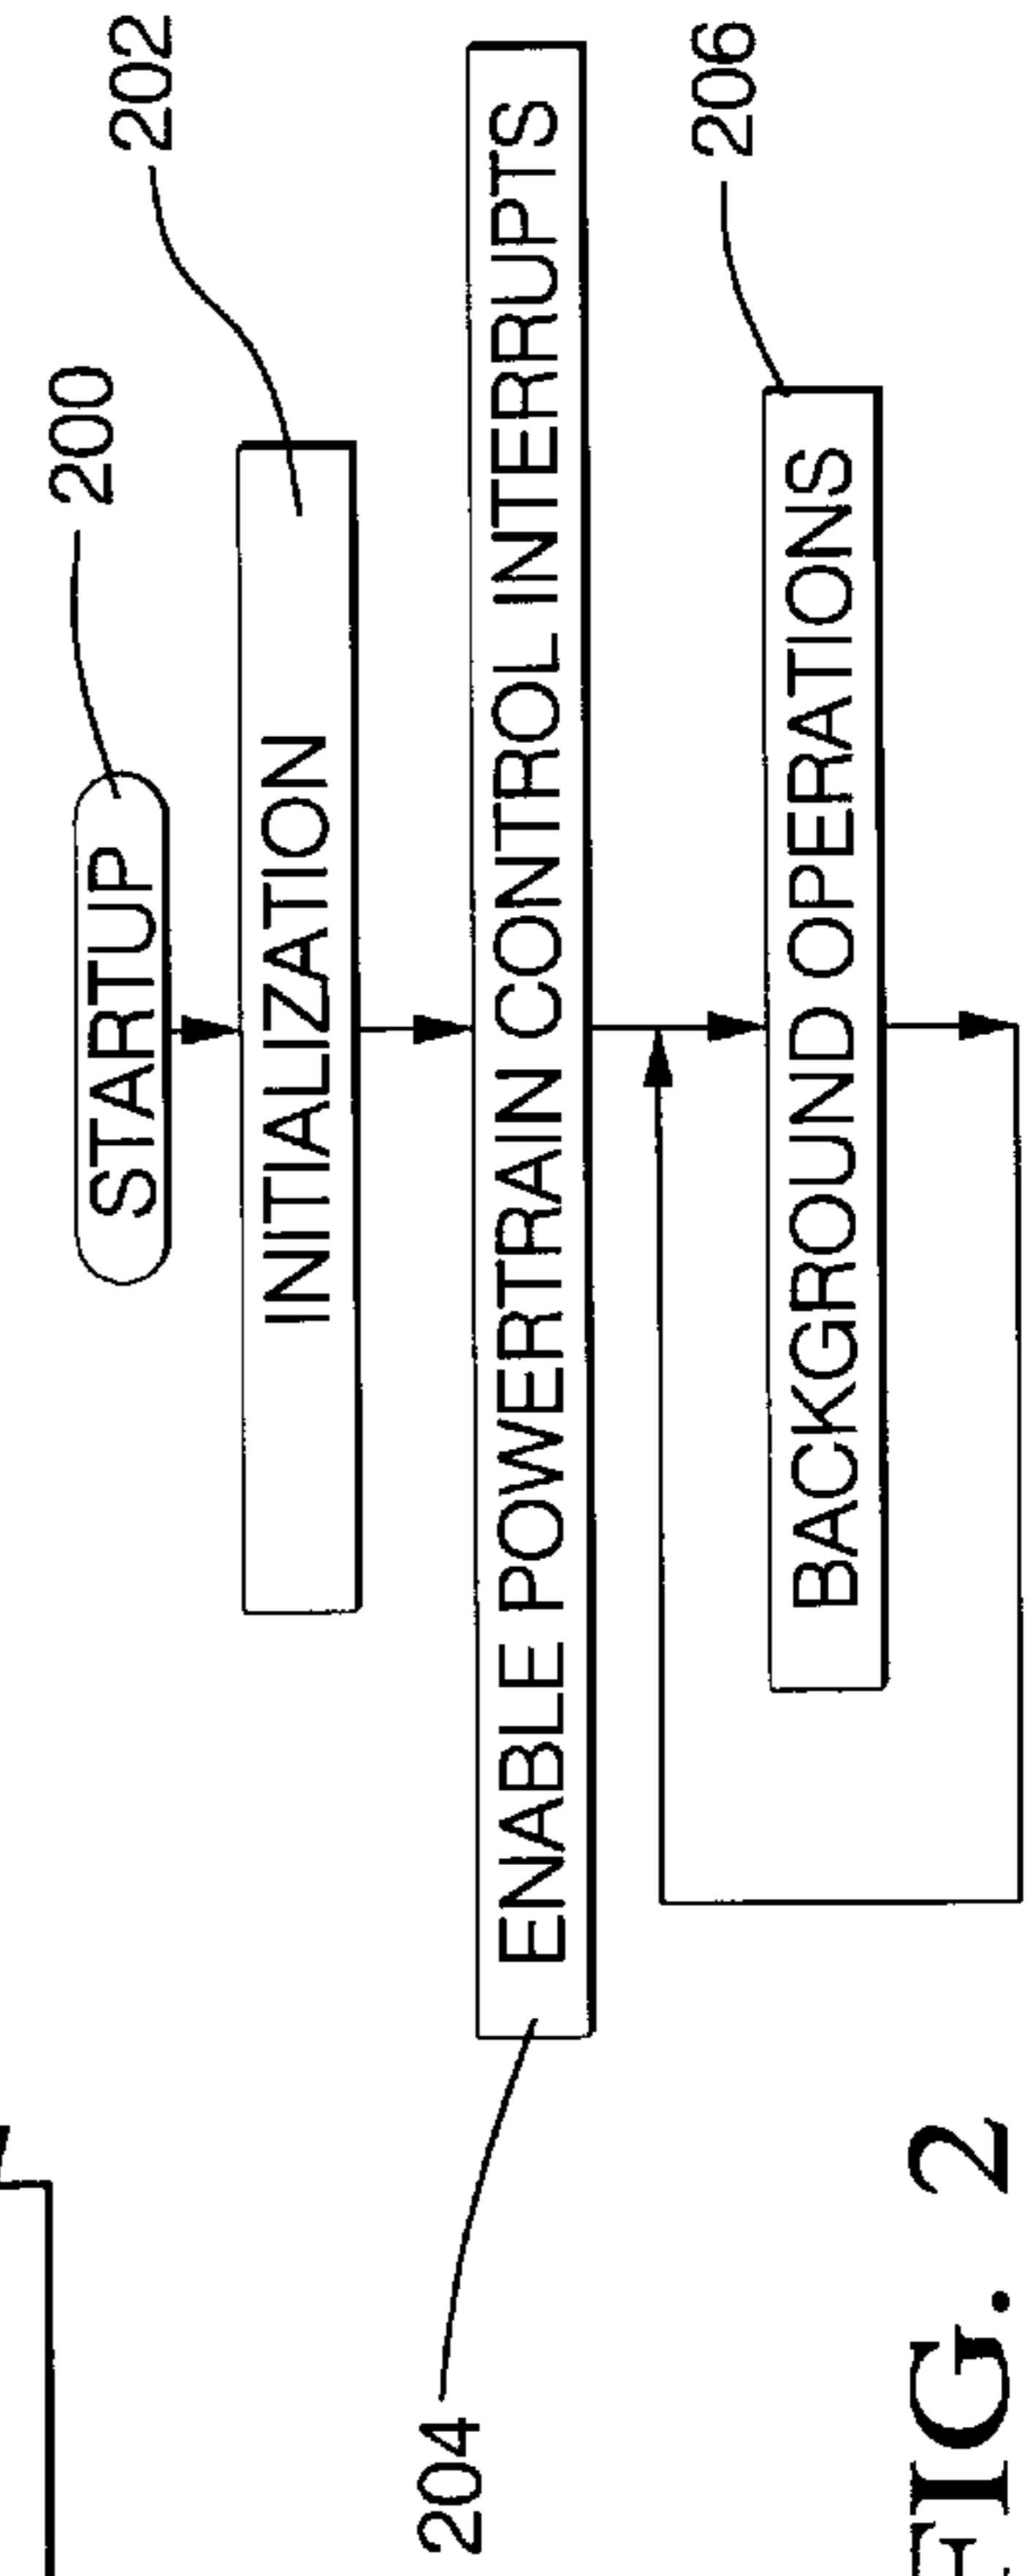 200
STARTUP
202
INITIALIZATION
204
ENABLE POWERTRAIN CONTROL INTERRUPTS
206
BACKGROUND OPERATIONS
FIG. 2